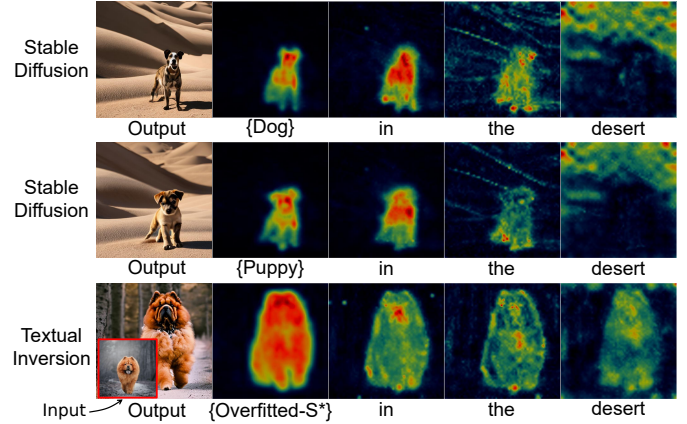 Stable
Diffusion
Output {Dog} in the desert
Stable
Diffusion
Output {Puppy} in the desert
Textual
Inversion
Input Output {Overfitted-S*} in the desert